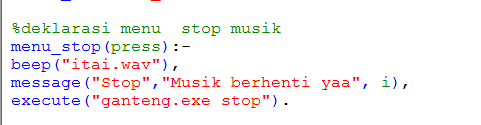 %deklarasi menu  stop musik
menu_stop(press):-
beep("itai.wav"),
message("Stop","Musik berhenti yaa", i),
execute("ganteng.exe stop").